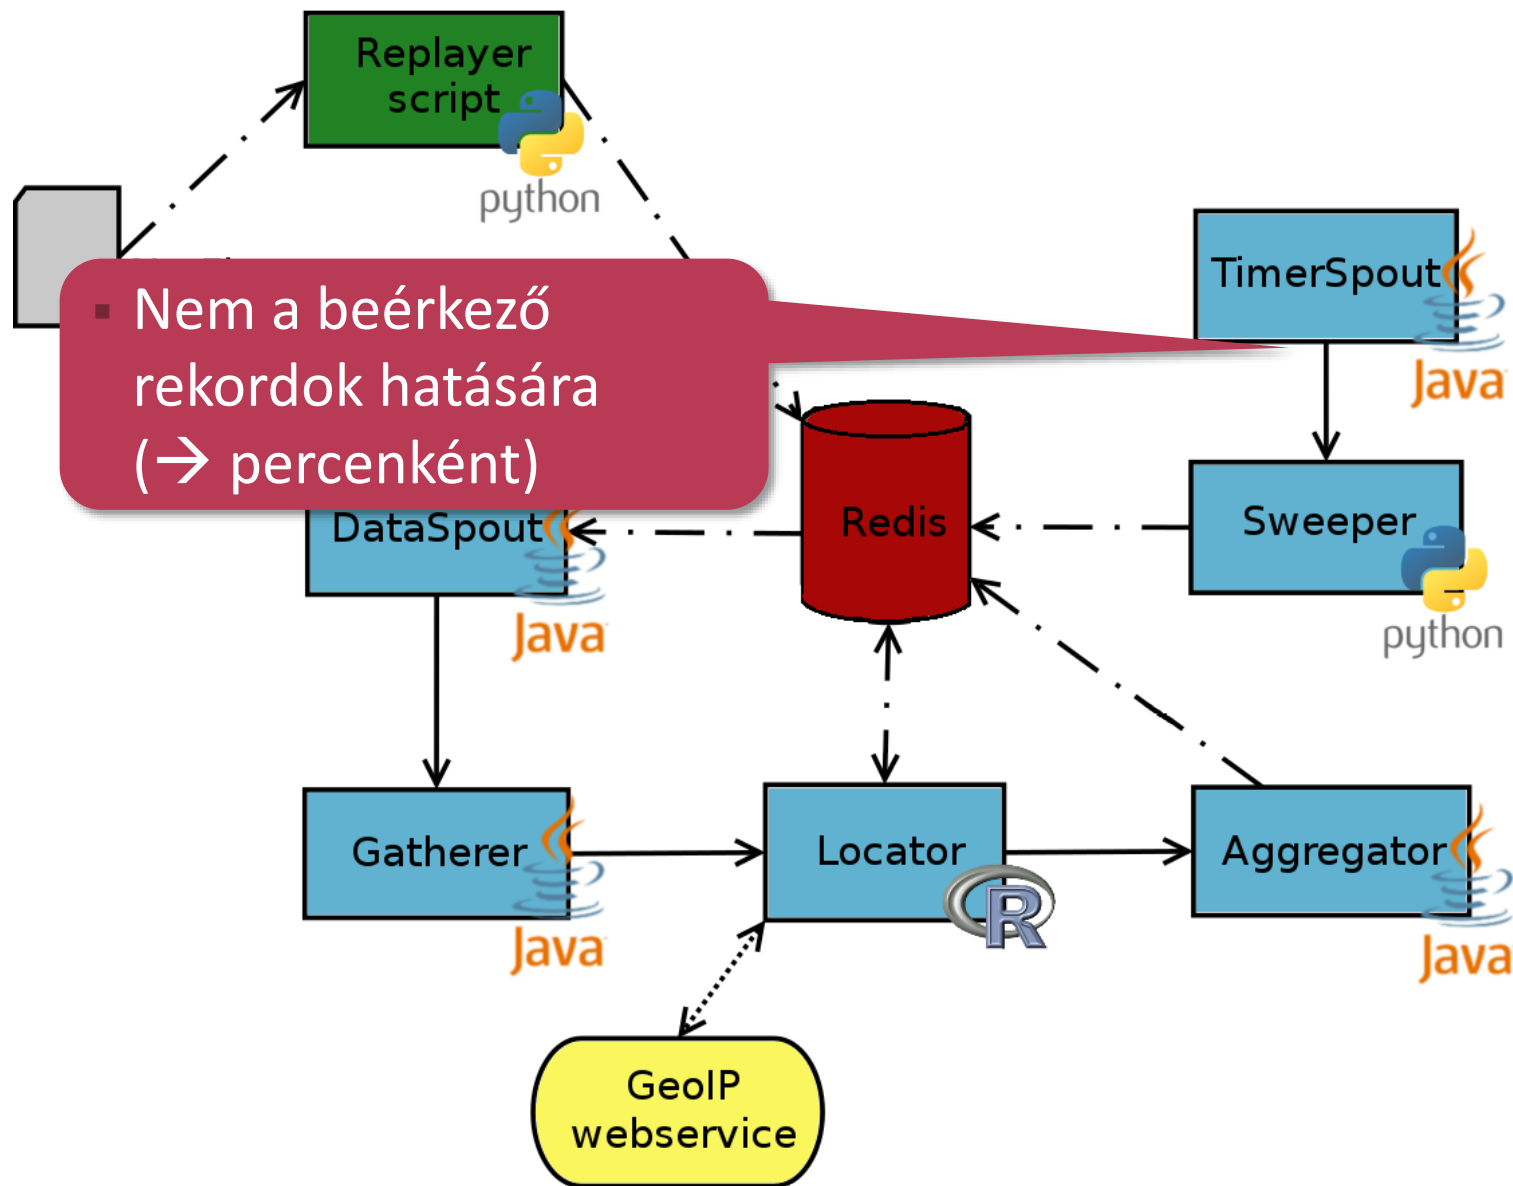 Replayer
script
python
TimerSpout
Java
Nem a beérkező
rekordok hatására
(→ percenként)
DataSpout
Java
Redis
Sweeper
python
Gatherer
Java
Locator
R
Aggregator
Java
GeoIP
webservice